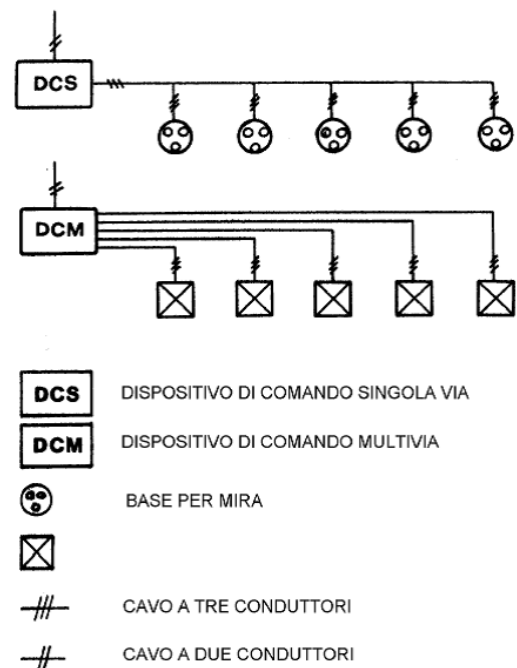 DCS
DCM
DCS DISPOSITIVO DI COMANDO SINGOLA VIA
DCM DISPOSITIVO DI COMANDO MULTIVIA
BASE PER MIRA
CAVO A TRE CONDUTTORI
CAVO A DUE CONDUTTORI